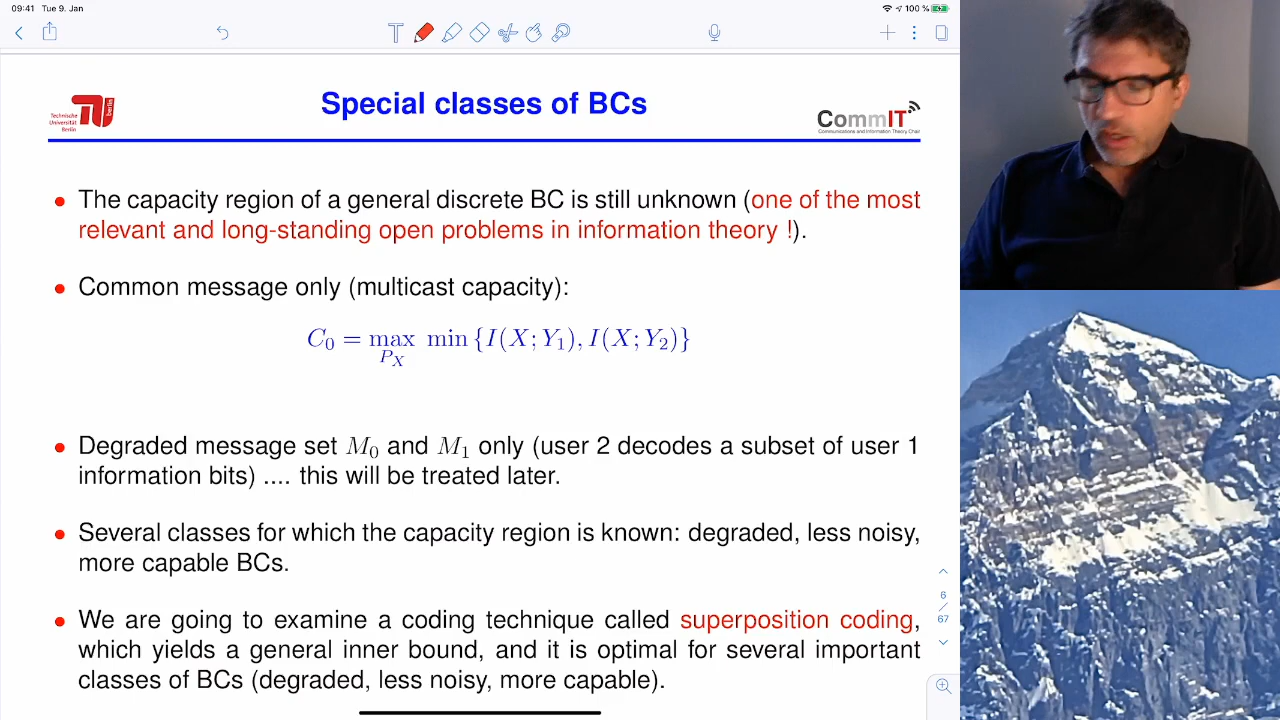 09:41 Tue 9. Jan
100 %
Special classes of BCs
Technische
Universität
Berlin
berlin
CommIT
Communications and Information Theory Chair
• The capacity region of a general discrete BC is still unknown (one of the most
relevant and long-standing open problems in information theory !).
• Common message only (multicast capacity):
C₀ = max min {I(X; Y₁), I(X; Y₂)}
P_X
• Degraded message set M₀ and M₁ only (user 2 decodes a subset of user 1
information bits) .... this will be treated later.
• Several classes for which the capacity region is known: degraded, less noisy,
more capable BCs.
• We are going to examine a coding technique called superposition coding,
which yields a general inner bound, and it is optimal for several important
classes of BCs (degraded, less noisy, more capable).
6
/
67